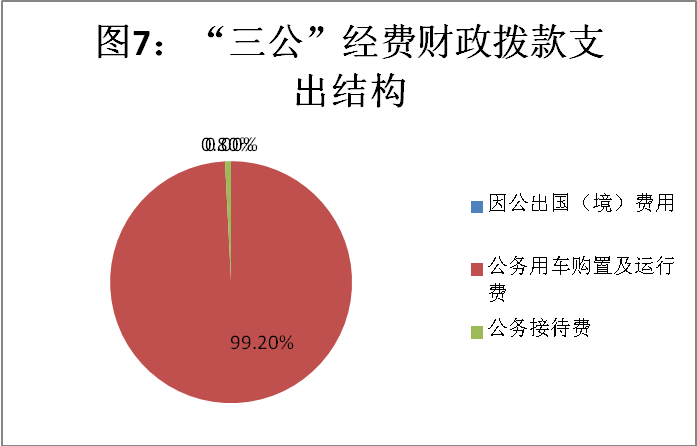 图7：“三公”经费财政拨款支
出结构
0.80%
99.20%
因公出国（境）费用
公务用车购置及运行
费
公务接待费